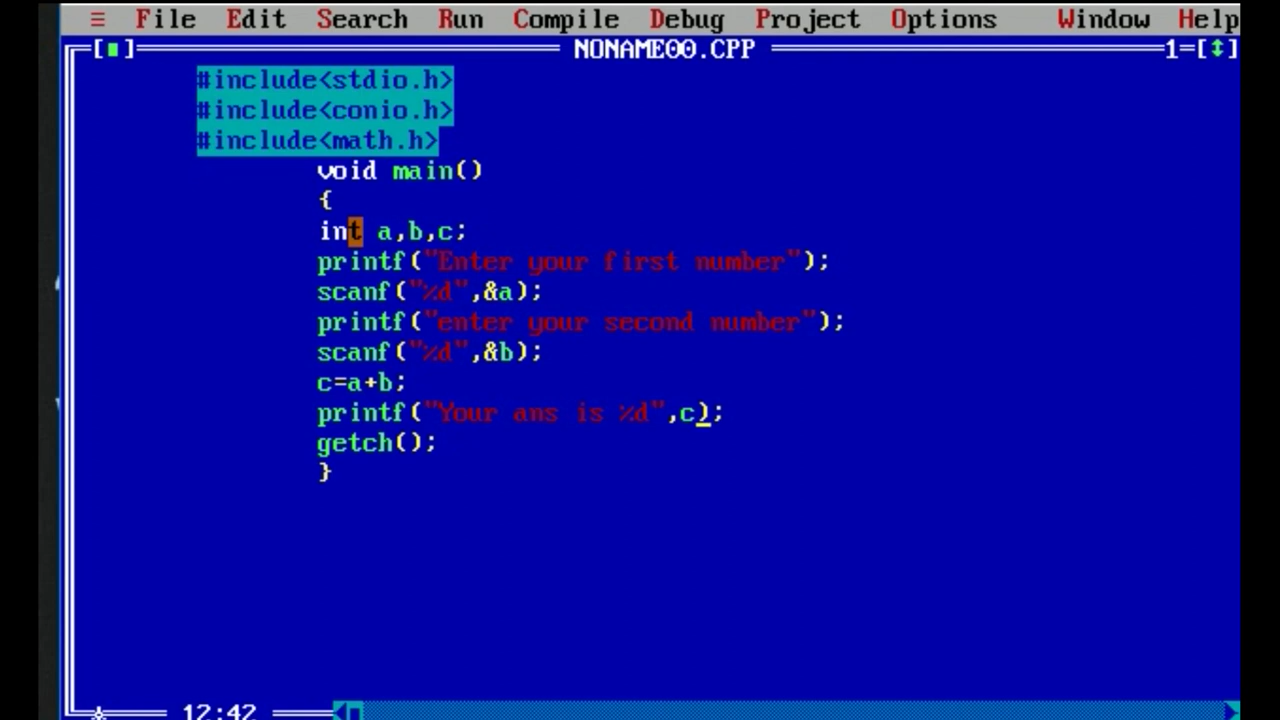 ≡ File Edit Search Run Compile Debug Project Options Window Help
[■] NONAME00.CPP 1=[↕]
#include<stdio.h>
#include<conio.h>
#include<math.h>
void main()
{
int a,b,c;
printf("Enter your first number");
scanf("%d",&a);
printf("enter your second number");
scanf("%d",&b);
c=a+b;
printf("Your ans is %d",c);
getch();
}
12:42